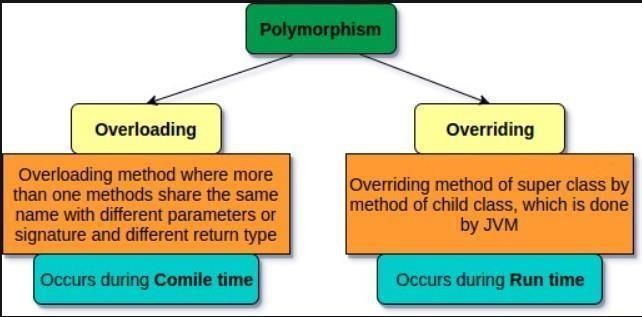 Polymorphism
Overloading
Overloading method where more
than one methods share the same
name with different parameters or
signature and different return type
Occurs during Comile time
Overriding
Overriding method of super class by
method of child class, which is done
by JVM
Occurs during Run time